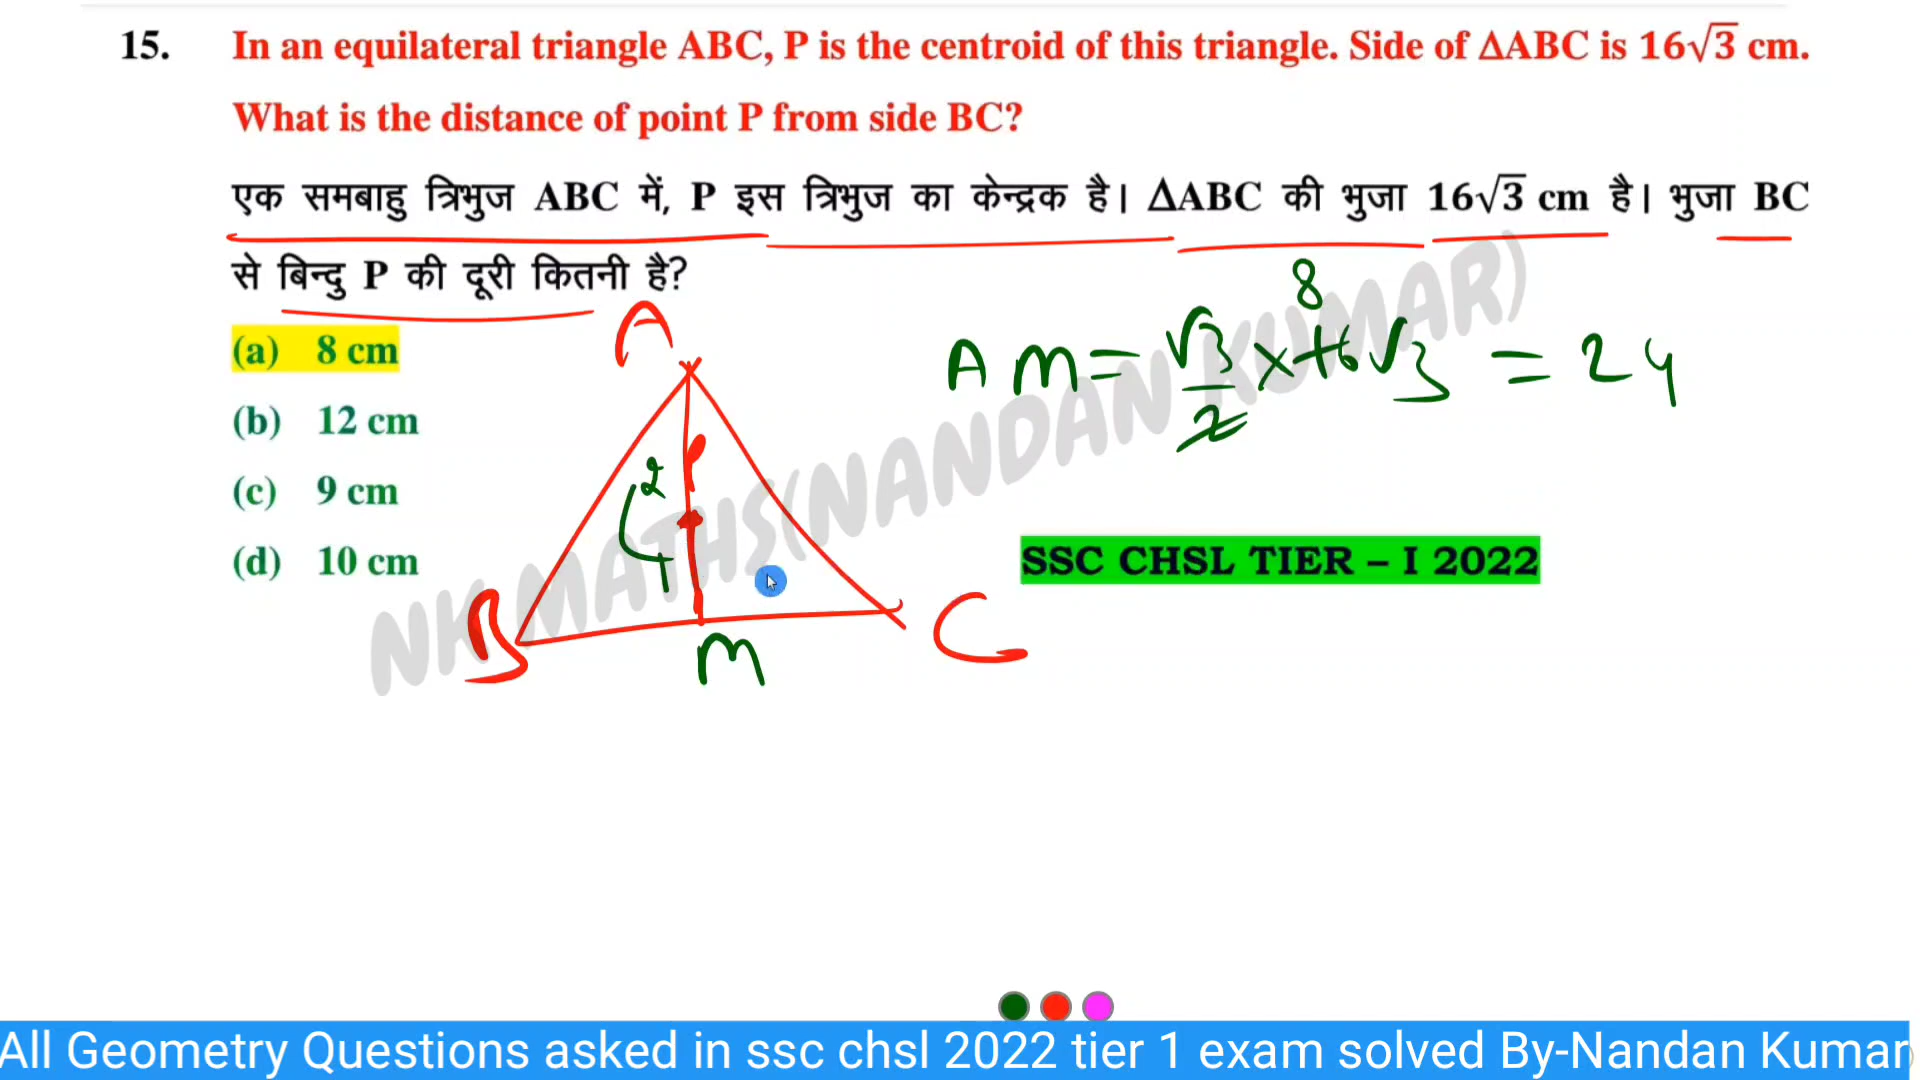 15. In an equilateral triangle ABC, P is the centroid of this triangle. Side of ΔABC is 16√3 cm.
What is the distance of point P from side BC?
एक समबाहु त्रिभुज ABC में, P इस त्रिभुज का केन्द्रक है। ΔABC की भुजा 16√3 cm है। भुजा BC
से बिन्दु P की दूरी कितनी है?
(a) 8 cm
(b) 12 cm
(c) 9 cm
(d) 10 cm
A
8
AM = √3/2 × 16√3 = 24
P
2
1
B
M
C
SSC CHSL TIER – I 2022
NK MATHS(NANDAN KUMAR)
All Geometry Questions asked in ssc chsl 2022 tier 1 exam solved By-Nandan Kumar